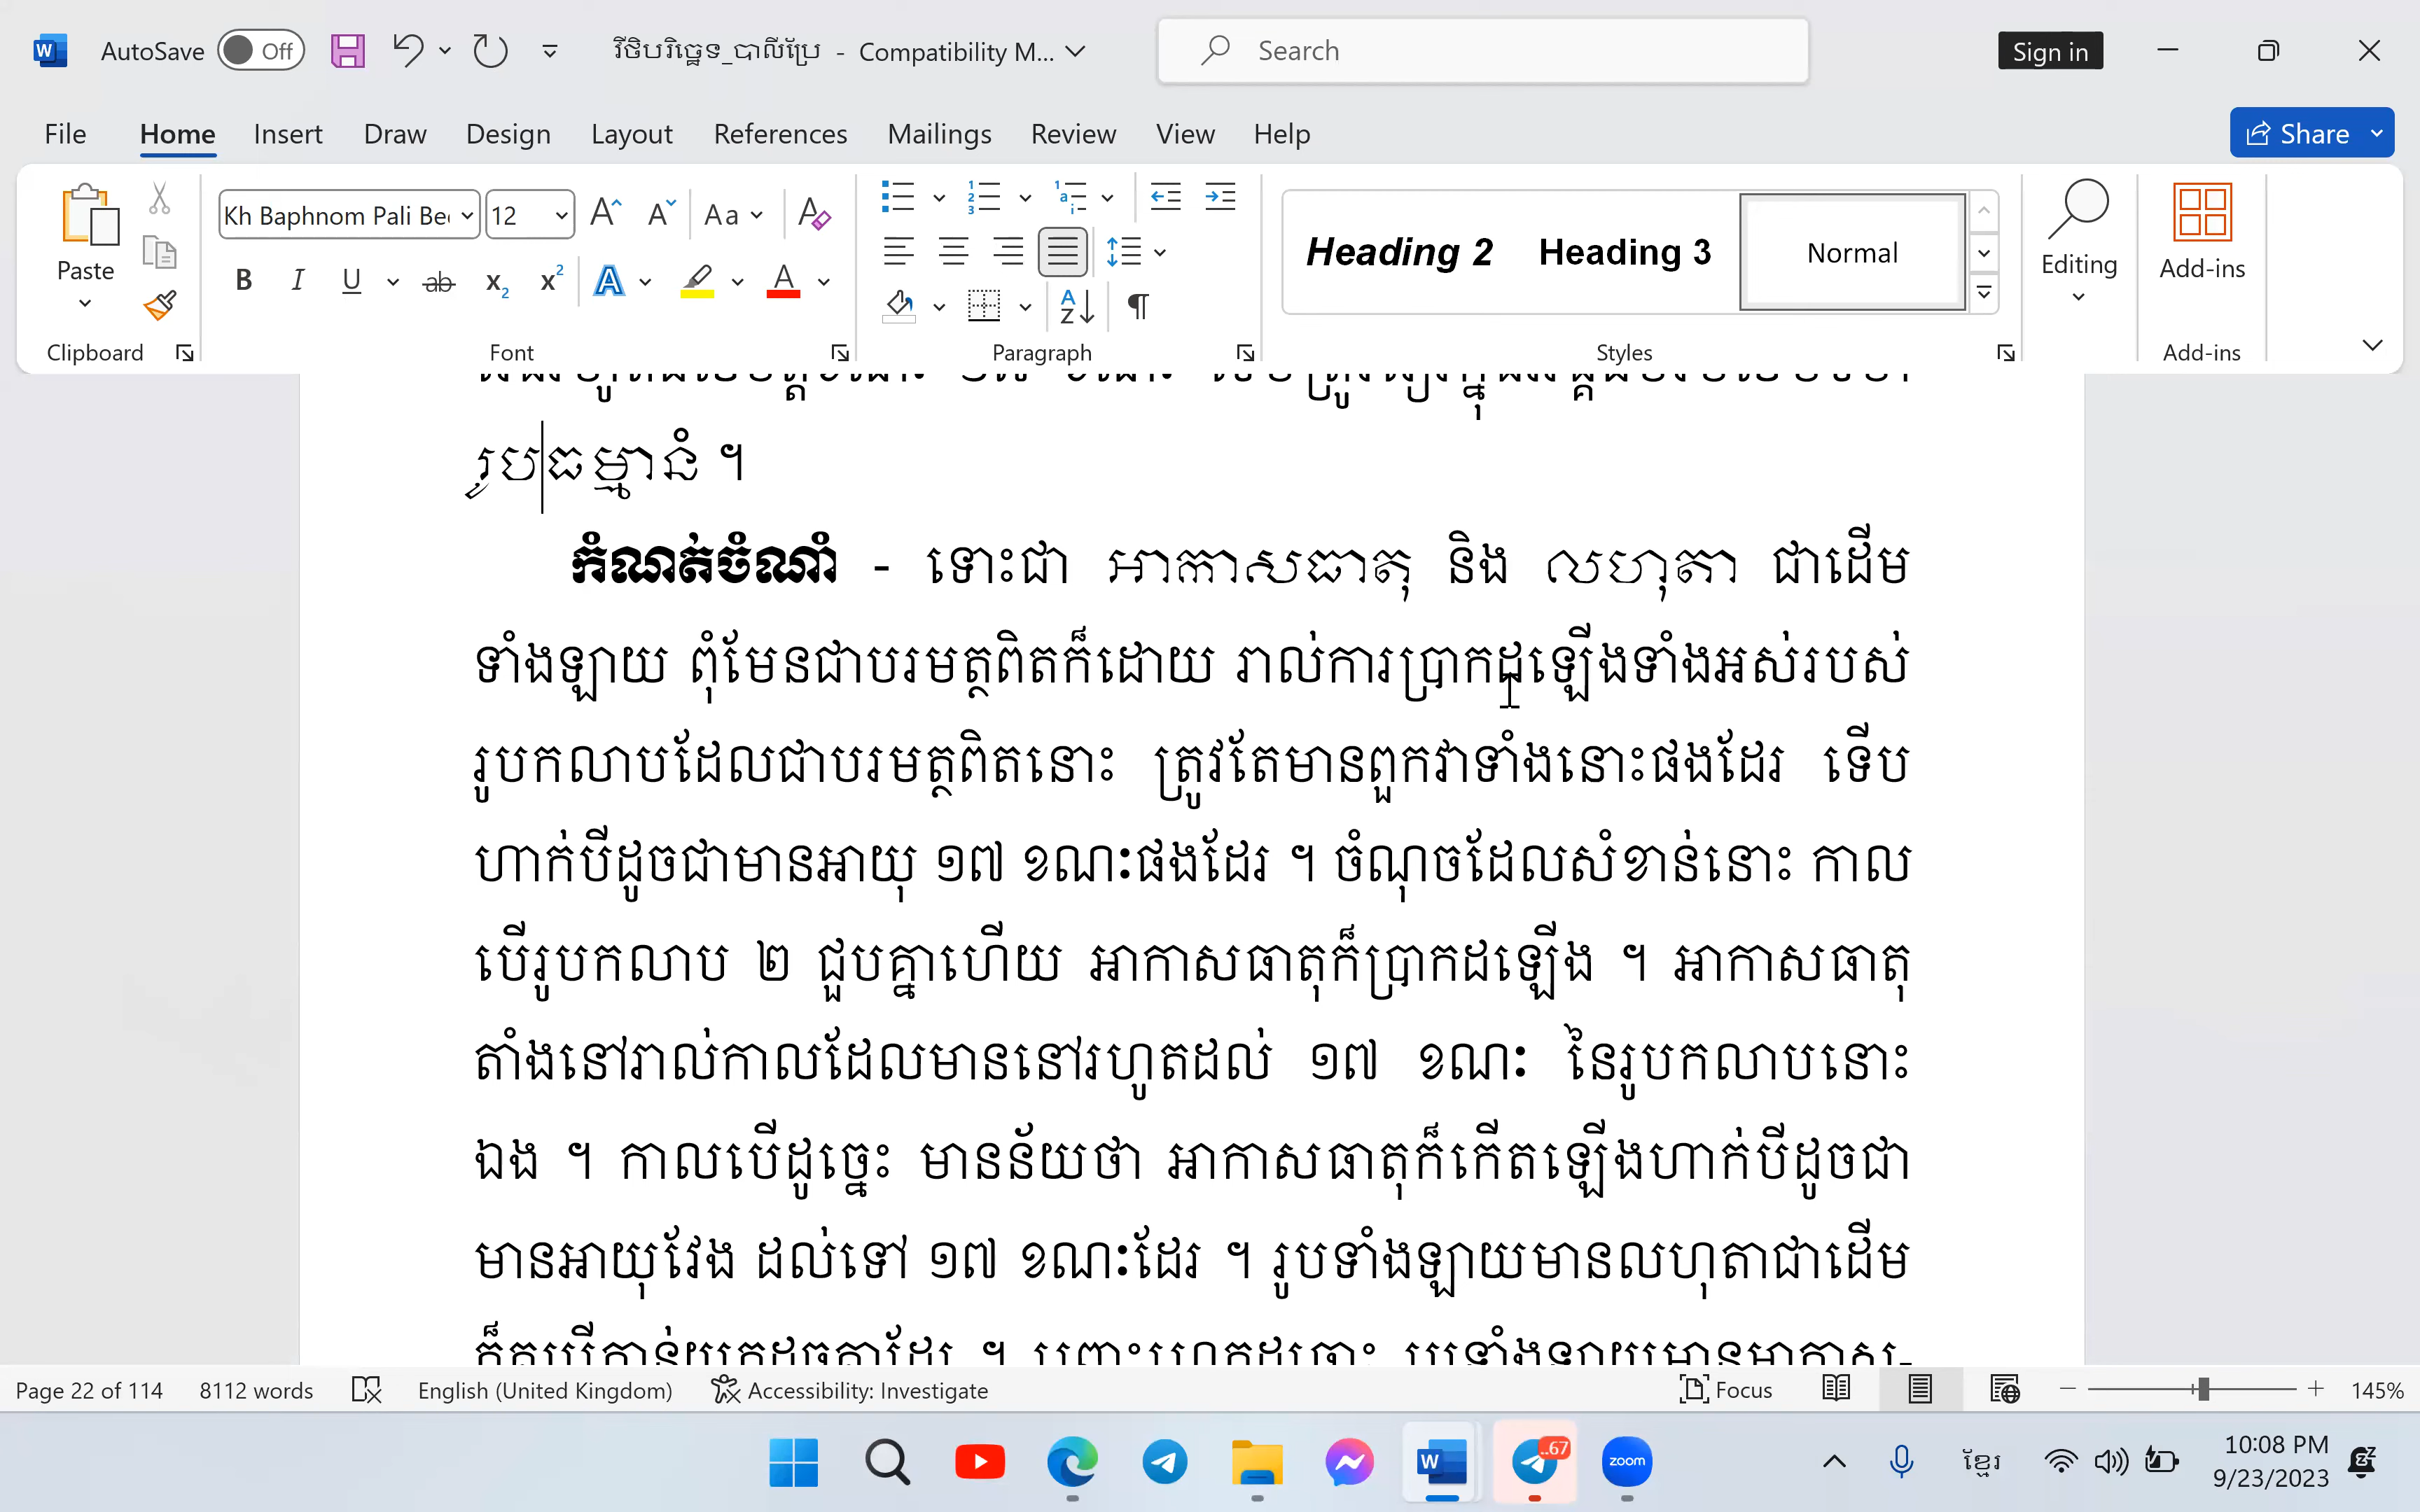 AutoSave Off វីថិបរិច្ឆេទ_បាលីប្រែ - Compatibility M... Search Sign in
File Home Insert Draw Design Layout References Mailings Review View Help Share
Paste Kh Baphnom Pali Be 12 Aa Heading 2 Heading 3 Normal Editing Add-ins
Clipboard Font Paragraph Styles Add-ins
រូបធម្មានំ ។
កំណត់ចំណាំ - ទោះជា អាកាសធាតុ និង លហុតា ជាដើម
ទាំងឡាយ ពុំមែនជាបរមត្ថពិតក៏ដោយ រាល់ការប្រាកដឡើងទាំងអស់របស់
រូបកលាបដែលជាបរមត្ថពិតនោះ ត្រូវតែមានពួកវាទាំងនោះផងដែរ ទើប
ហាក់បីដូចជាមានអាយុ ១៧ ខណៈផងដែរ ។ ចំណុចដែលសំខាន់នោះ កាល
បើរូបកលាប ២ ជួបគ្នាហើយ អាកាសធាតុក៏ប្រាកដឡើង ។ អាកាសធាតុ
តាំងនៅរាល់កាលដែលមាននៅរហូតដល់ ១៧ ខណៈ នៃរូបកលាបនោះ
ឯង ។ កាលបើដូច្នេះ មានន័យថា អាកាសធាតុក៏កើតឡើងហាក់បីដូចជា
មានអាយុវែង ដល់ទៅ ១៧ ខណៈដែរ ។ រូបទាំងឡាយមានលហុតាជាដើម
Page 22 of 114 8112 words English (United Kingdom) Accessibility: Investigate Focus 145%
..67 zoom ខ្មែរ 10:08 PM
9/23/2023